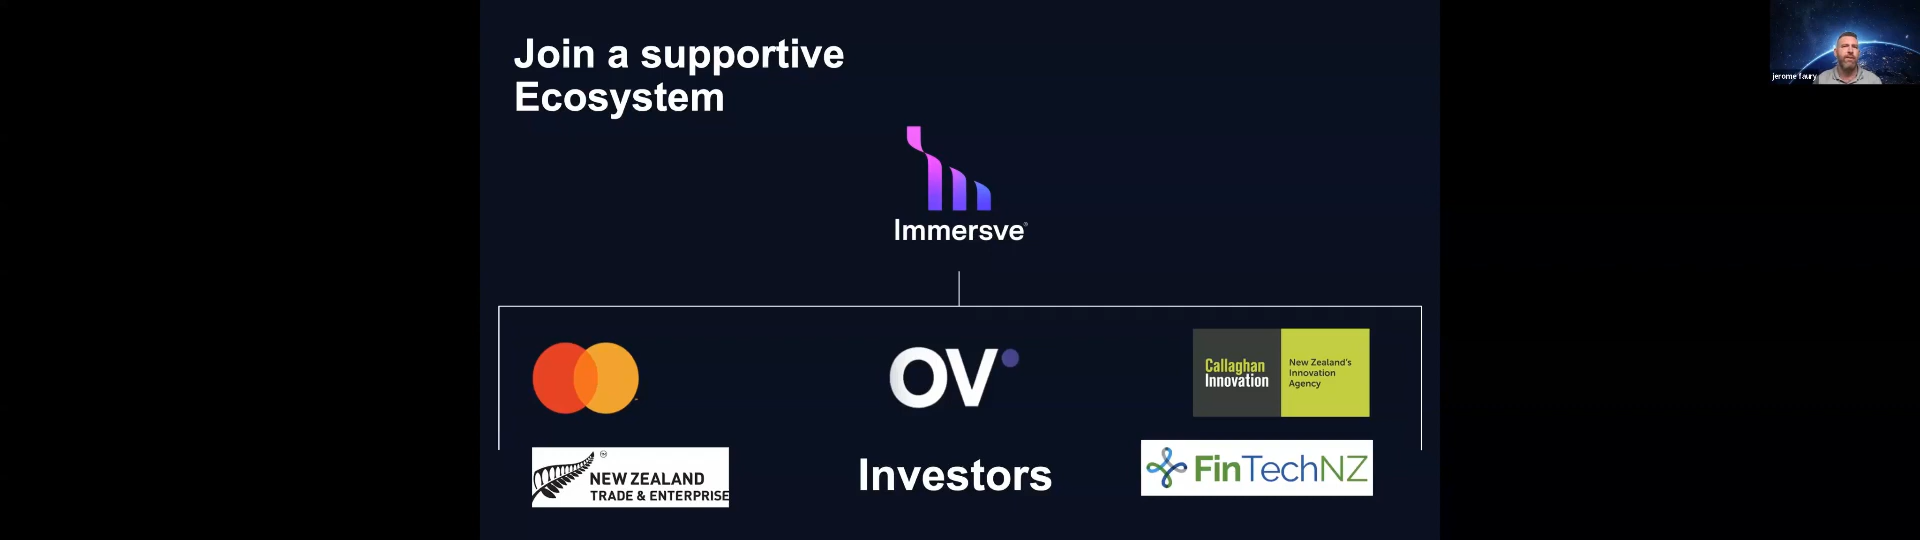 Join a supportive
Ecosystem
jerome faury
Immersve
OV
Callaghan
Innovation
New Zealand's
Innovation
Agency
NEW ZEALAND
TRADE & ENTERPRISE
Investors
FinTechNZ